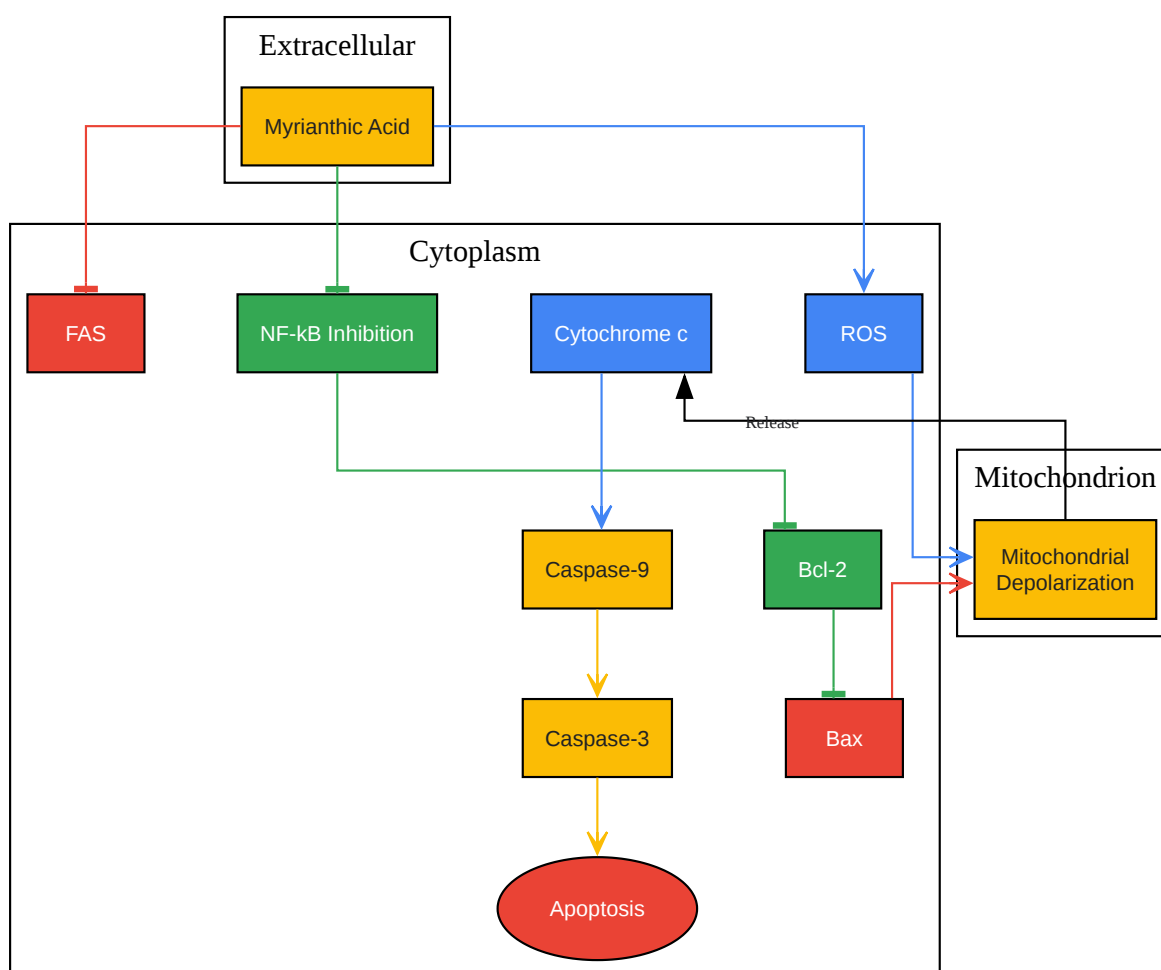 Extracellular
Myrianthic Acid
Cytoplasm
FAS
NF-kB Inhibition
Cytochrome c
ROS
Release
Mitochondrion
Mitochondrial
Depolarization
Caspase-9
Bcl-2
Caspase-3
Bax
Apoptosis